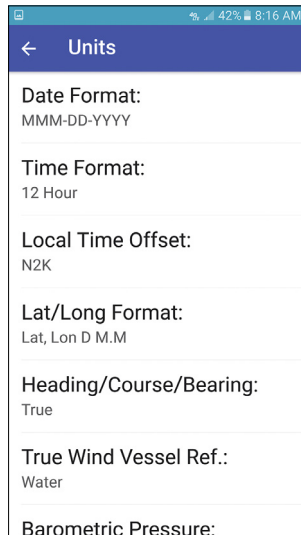 42% 8:16 AM
Units
Date Format:
MMM-DD-YYYY
Time Format:
12 Hour
Local Time Offset:
N2K
Lat/Long Format:
Lat, Lon D M.M
Heading/Course/Bearing:
True
True Wind Vessel Ref.:
Water
Barometric Pressure: